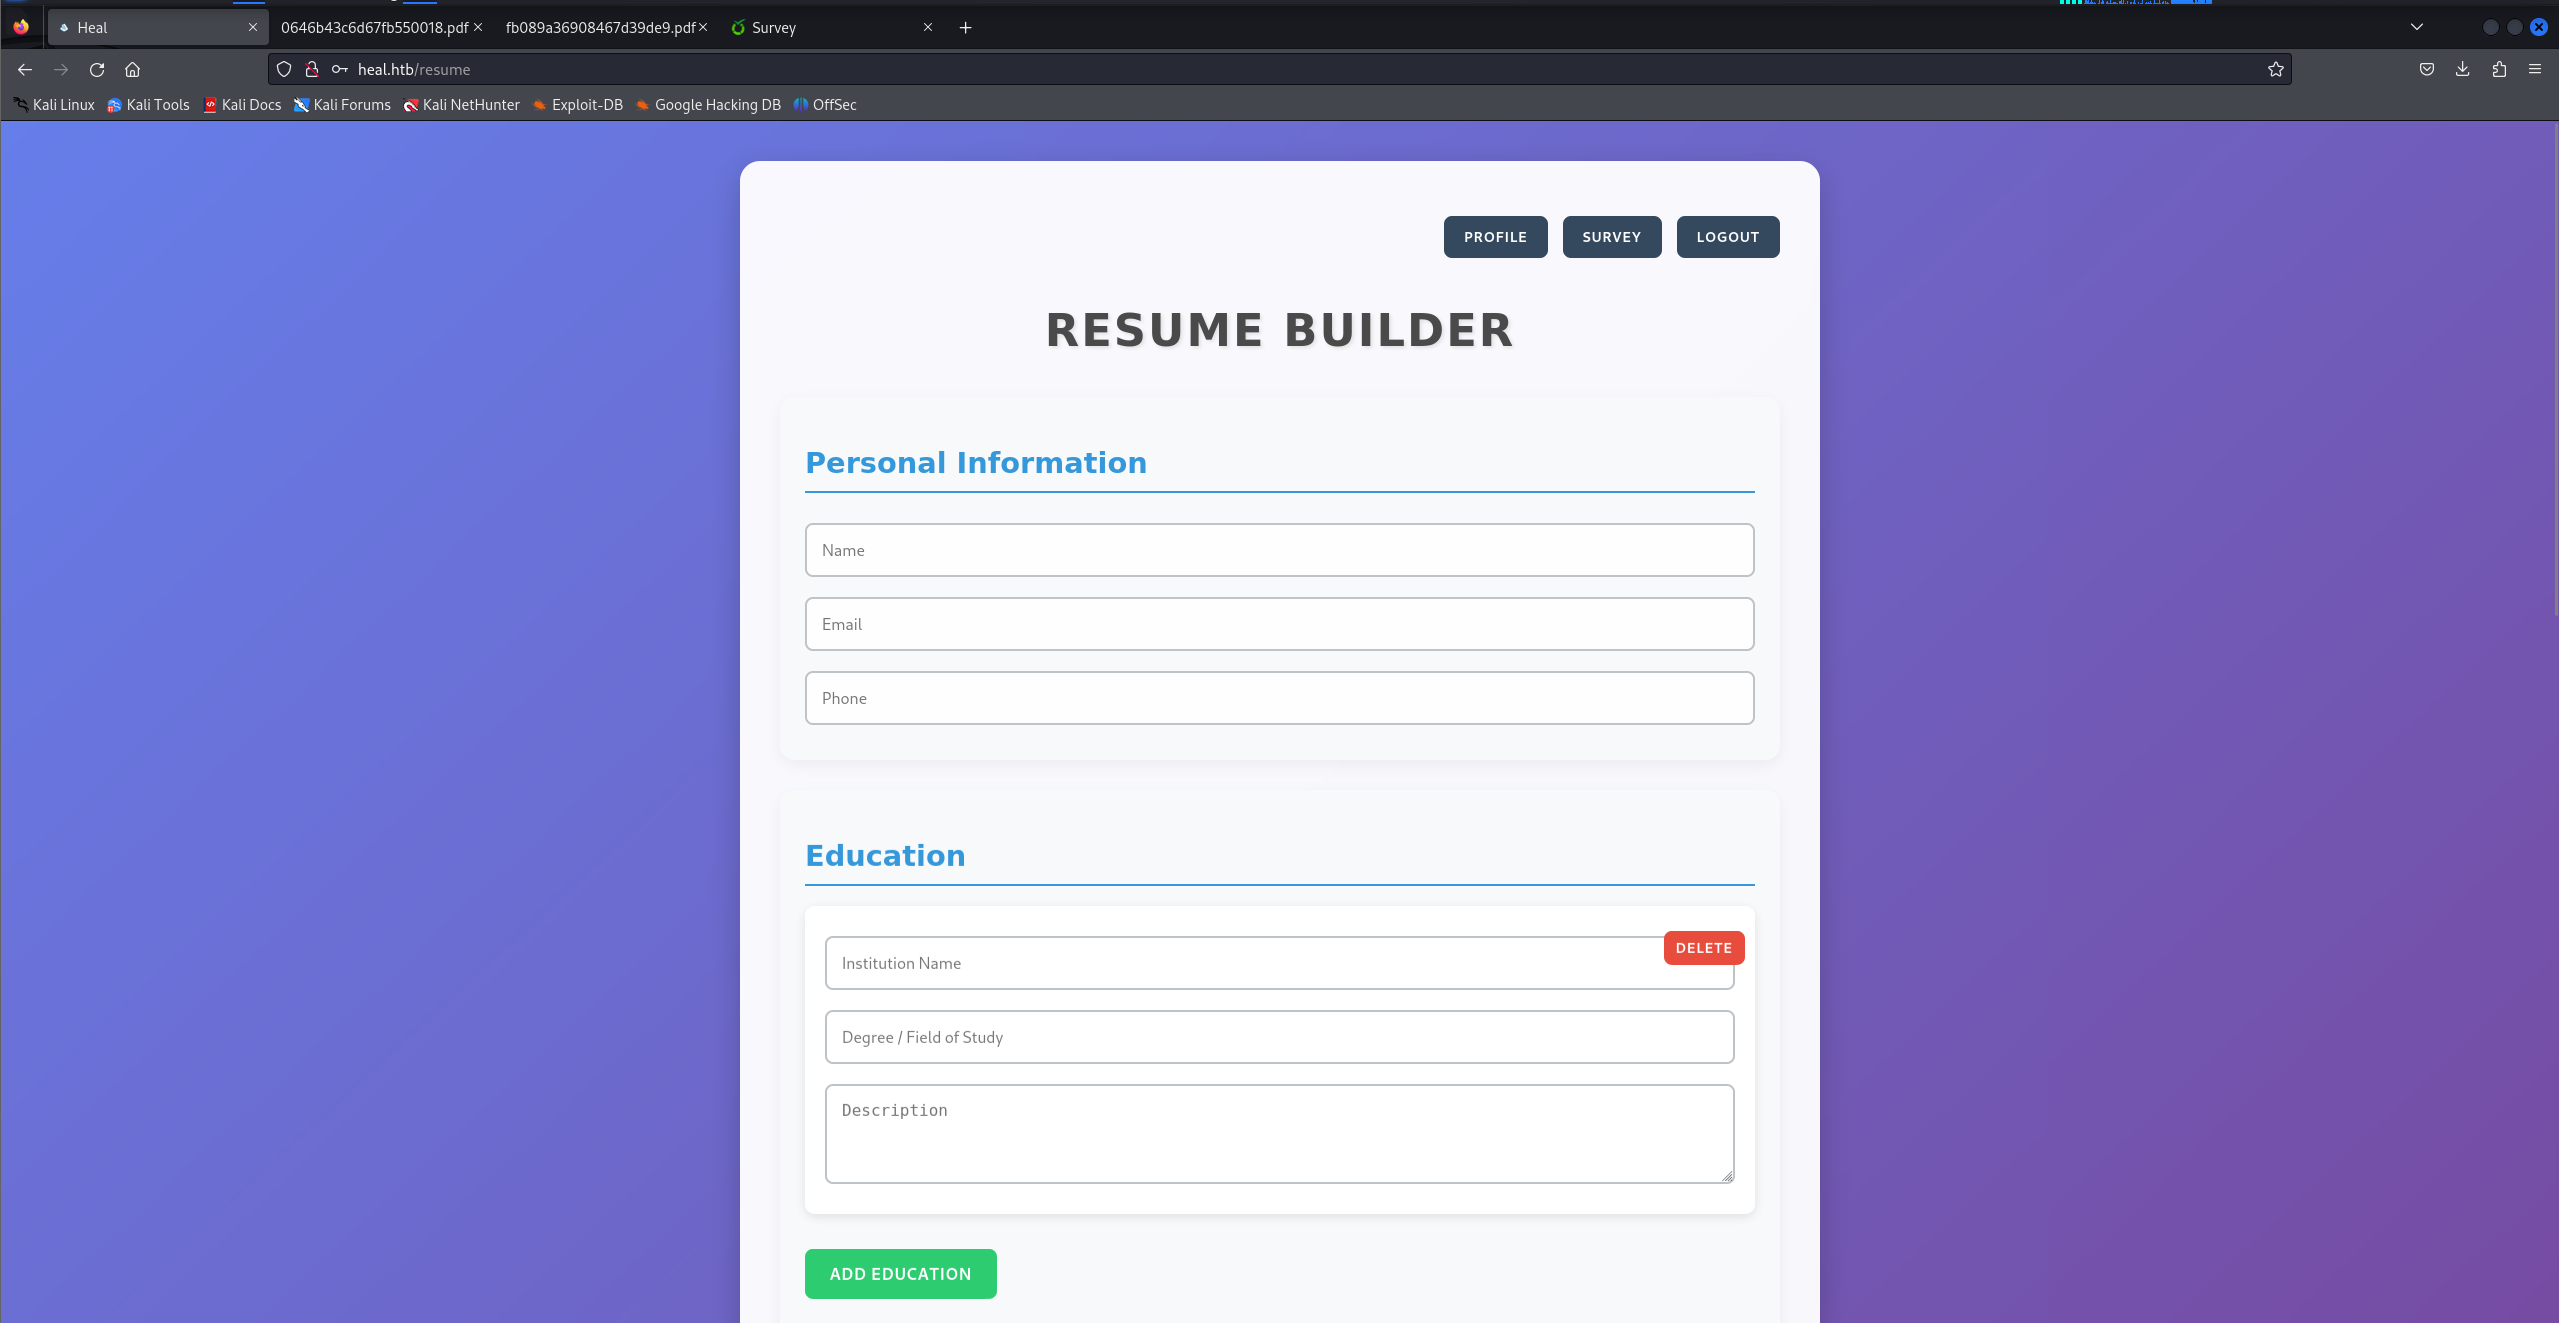 Heal
0646b43c6d67fb550018.pdf
fb089a36908467d39de9.pdf
Survey
heal.htb/resume
Kali Linux
Kali Tools
Kali Docs
Kali Forums
Kali NetHunter
Exploit-DB
Google Hacking DB
OffSec
PROFILE
SURVEY
LOGOUT
RESUME BUILDER
Personal Information
Name
Email
Phone
Education
Institution Name
DELETE
Degree / Field of Study
Description
ADD EDUCATION